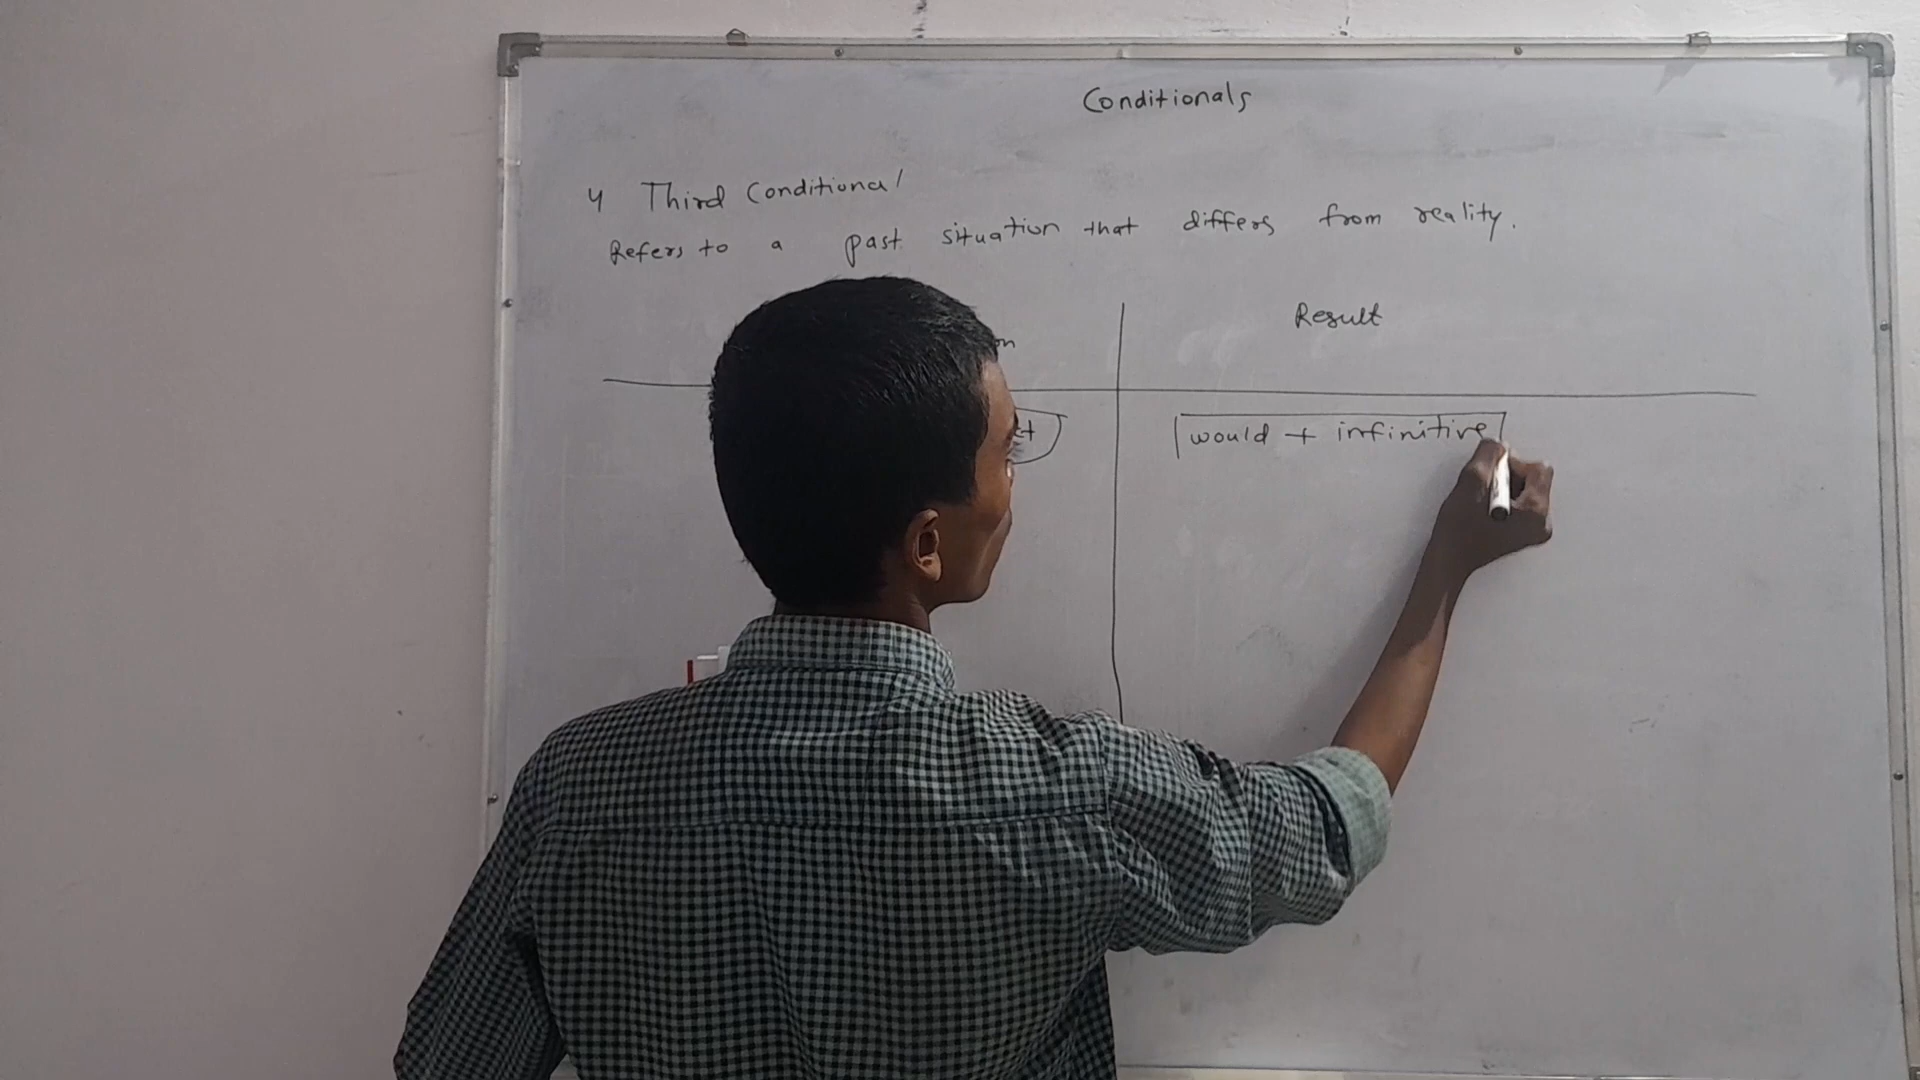 Conditionals
4 Third Conditional
Refers to a past situation that differs from reality.
Result
would + infinitive